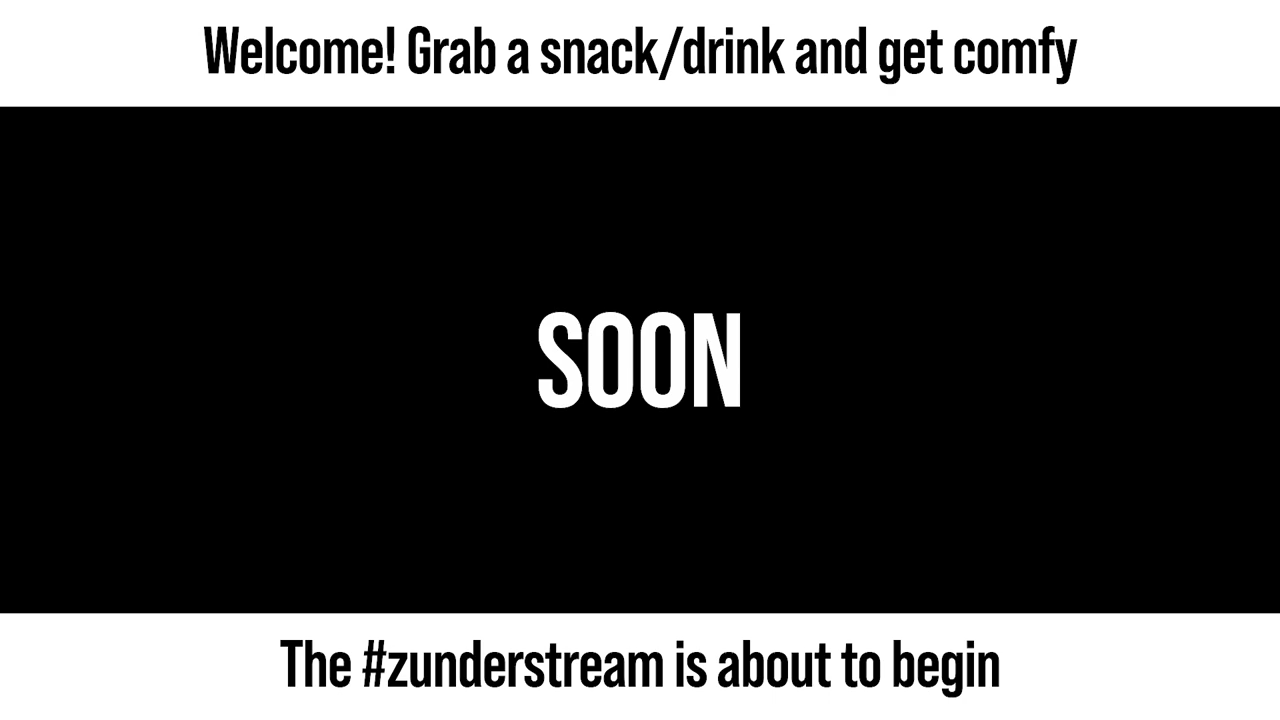 Welcome! Grab a snack/drink and get comfy
SOON
The #zunderstream is about to begin